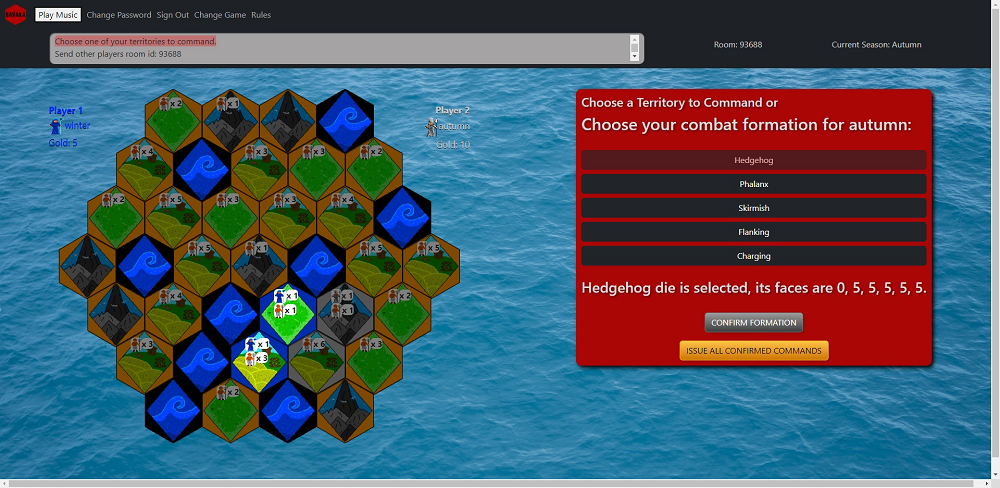 BARBAA
Play Music Change Password Sign Out Change Game Rules
Choose one of your territories to command.
Send other players room id: 93688
Room: 93688
Current Season: Autumn
Player 1
winter
Gold: 5
Player 2
autumn
Gold: 10
x 2
x 1
x 4
x 3
x 3
x 2
x 2
x 5
x 3
x 3
x 4
x 5
x 1
x 5
x 5
x 4
x 1
x 1
x 1
x 1
x 2
x 3
x 1
x 3
x 6
x 3
x 2
Choose a Territory to Command or
Choose your combat formation for autumn:
Hedgehog
Phalanx
Skirmish
Flanking
Charging
Hedgehog die is selected, its faces are 0, 5, 5, 5, 5, 5.
CONFIRM FORMATION
ISSUE ALL CONFIRMED COMMANDS